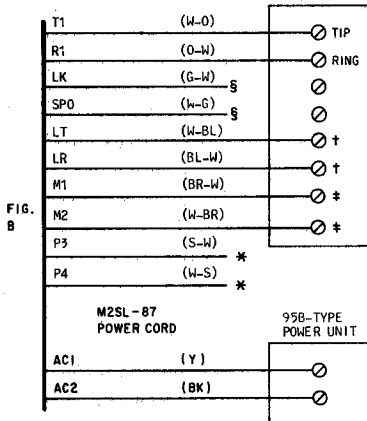 T1 (W-O) TIP
R1 (O-W) RING
LK (G-W) §
SPO (W-G) §
LT (W-BL) †
LR (BL-W) †
M1 (BR-W) ‡
FIG. B
M2 (W-BR) ‡
P3 (S-W) *
P4 (W-S) *
M2SL-87
POWER CORD
95B-TYPE
POWER UNIT
AC1 (Y)
AC2 (BK)